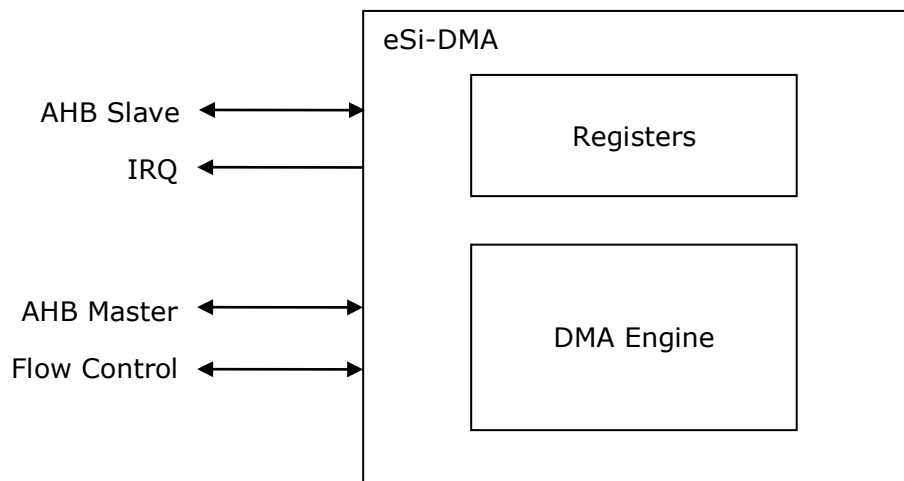 eSi-DMA
AHB Slave
Registers
IRQ
AHB Master
DMA Engine
Flow Control